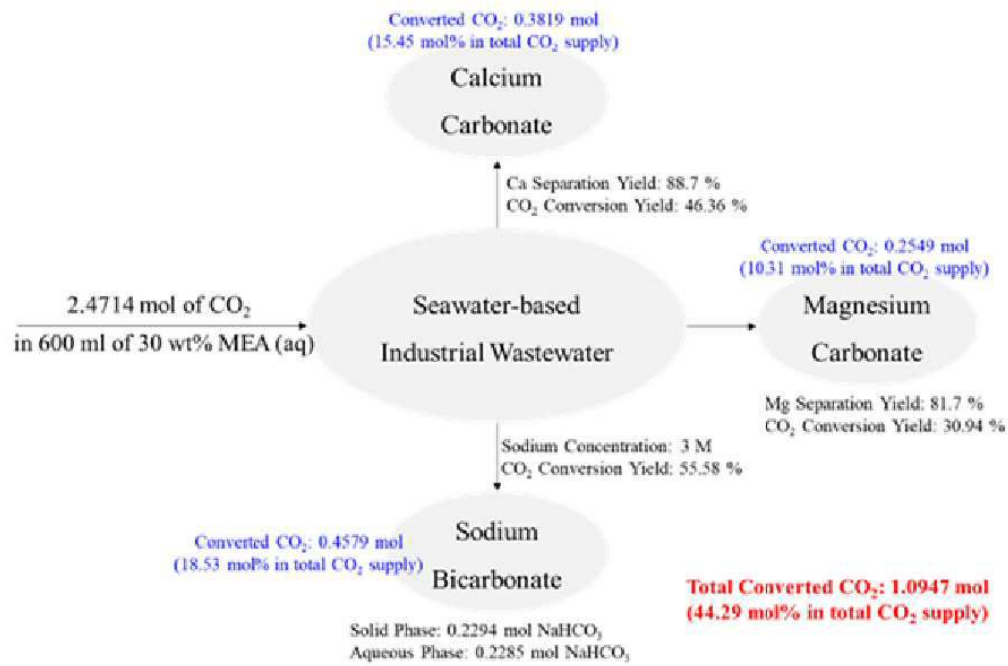 Converted CO₂: 0.3819 mol
(15.45 mol% in total CO₂ supply)
Calcium
Carbonate
Ca Separation Yield: 88.7 %
CO₂ Conversion Yield: 46.36 %
Converted CO₂: 0.2549 mol
(10.31 mol% in total CO₂ supply)
2.4714 mol of CO₂
in 600 ml of 30 wt% MEA (aq)
Seawater-based
Industrial Wastewater
Magnesium
Carbonate
Mg Separation Yield: 81.7 %
CO₂ Conversion Yield: 30.94 %
Sodium Concentration: 3 M
CO₂ Conversion Yield: 55.58 %
Converted CO₂: 0.4579 mol
(18.53 mol% in total CO₂ supply)
Sodium
Bicarbonate
Solid Phase: 0.2294 mol NaHCO₃
Aqueous Phase: 0.2285 mol NaHCO₃
Total Converted CO₂: 1.0947 mol
(44.29 mol% in total CO₂ supply)